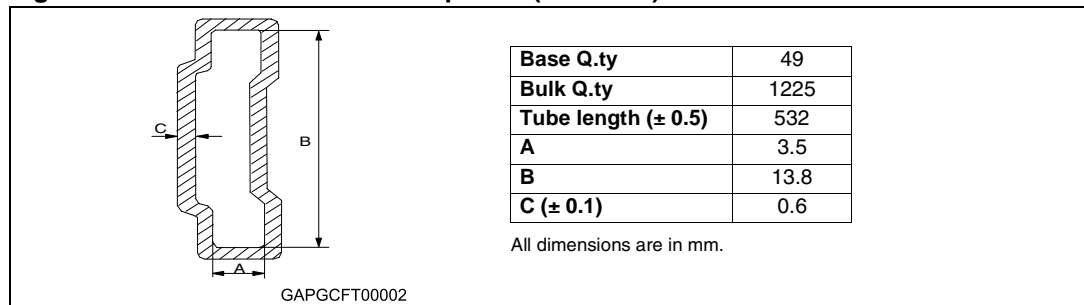 C
B
A
GAPGCFT00002
Base Q.ty 49
Bulk Q.ty 1225
Tube length (± 0.5) 532
A 3.5
B 13.8
C (± 0.1) 0.6
All dimensions are in mm.